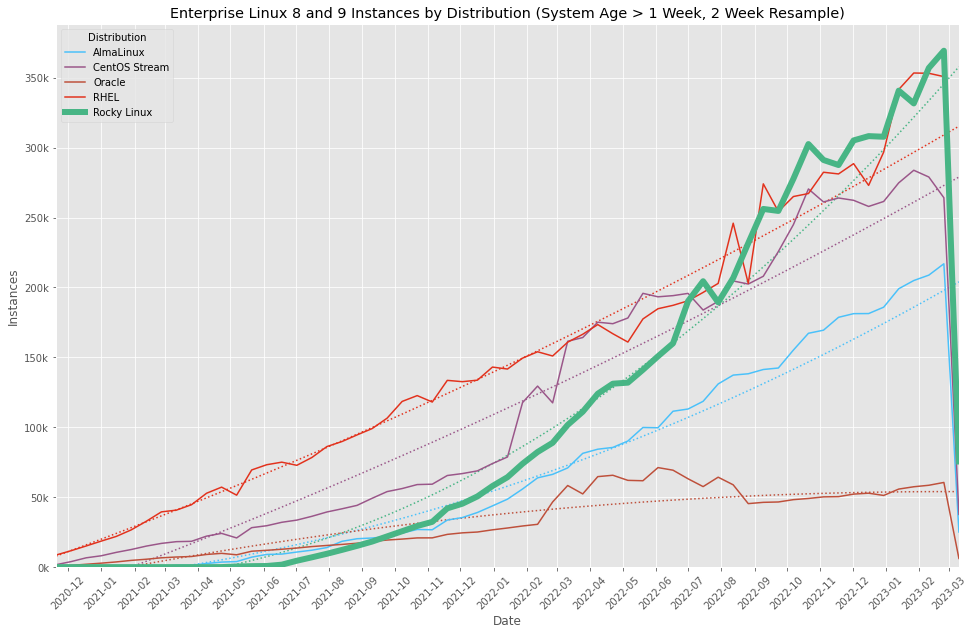 Enterprise Linux 8 and 9 Instances by Distribution (System Age > 1 Week, 2 Week Resample)
Distribution
AlmaLinux
CentOS Stream
Oracle
RHEL
Rocky Linux
350k
300k
250k
200k
150k
100k
50k
0k
Instances
2020-12
2021-01
2021-02
2021-03
2021-04
2021-05
2021-06
2021-07
2021-08
2021-09
2021-10
2021-11
2021-12
2022-01
2022-02
2022-03
2022-04
2022-05
2022-06
2022-07
2022-08
2022-09
2022-10
2022-11
2022-12
2023-01
2023-02
2023-03
Date